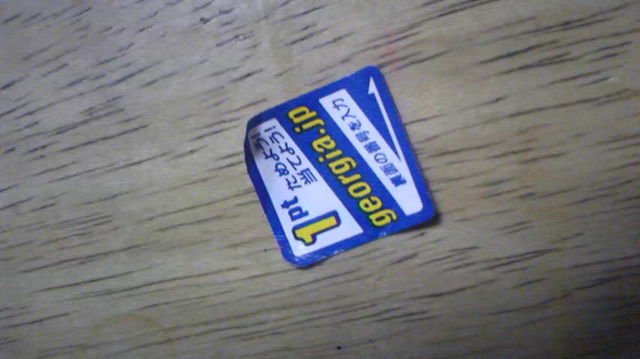 1pt ためよう!
当てよう!
georgia.jp
裏面の番号を入力